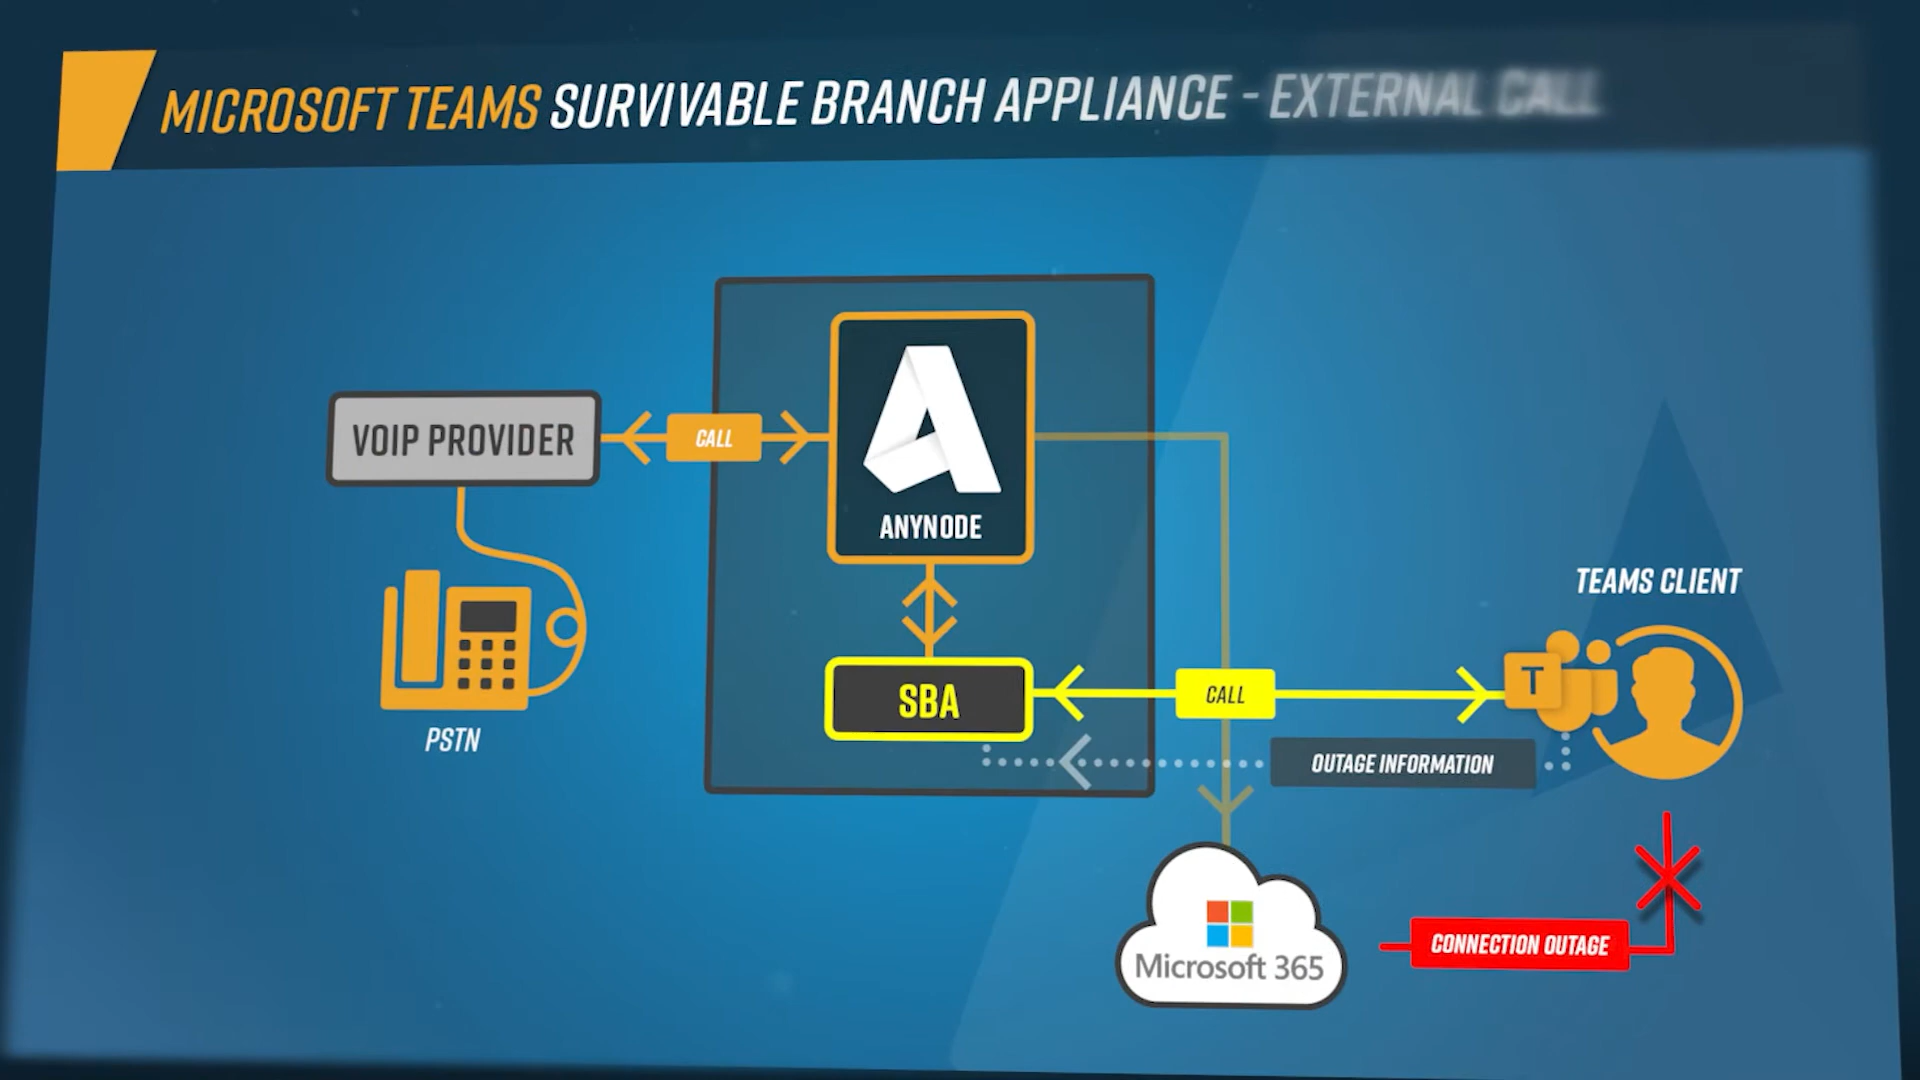 MICROSOFT TEAMS SURVIVABLE BRANCH APPLIANCE - EXTERNAL CALL
VOIP PROVIDER
CALL
ANYNODE
TEAMS CLIENT
T
SBA
CALL
PSTN
OUTAGE INFORMATION
CONNECTION OUTAGE
Microsoft 365